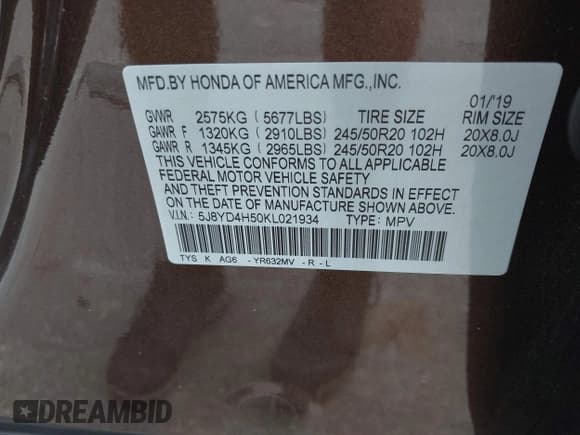 MFD.BY HONDA OF AMERICA MFG.,INC.
01/'19
GVWR 2575KG ( 5677LBS) TIRE SIZE RIM SIZE
GAWR F 1320KG ( 2910LBS) 245/50R20 102H 20X8.0J
GAWR R 1345KG ( 2965LBS) 245/50R20 102H 20X8.0J
THIS VEHICLE CONFORMS TO ALL APPLICABLE
FEDERAL MOTOR VEHICLE SAFETY
AND THEFT PREVENTION STANDARDS IN EFFECT
ON THE DATE OF MANUFACTURE SHOWN ABOVE.
V.I.N.: 5J8YD4H50KL021934 TYPE: MPV
TYS K AG6 - YR632MV - R - L
DREAMBID